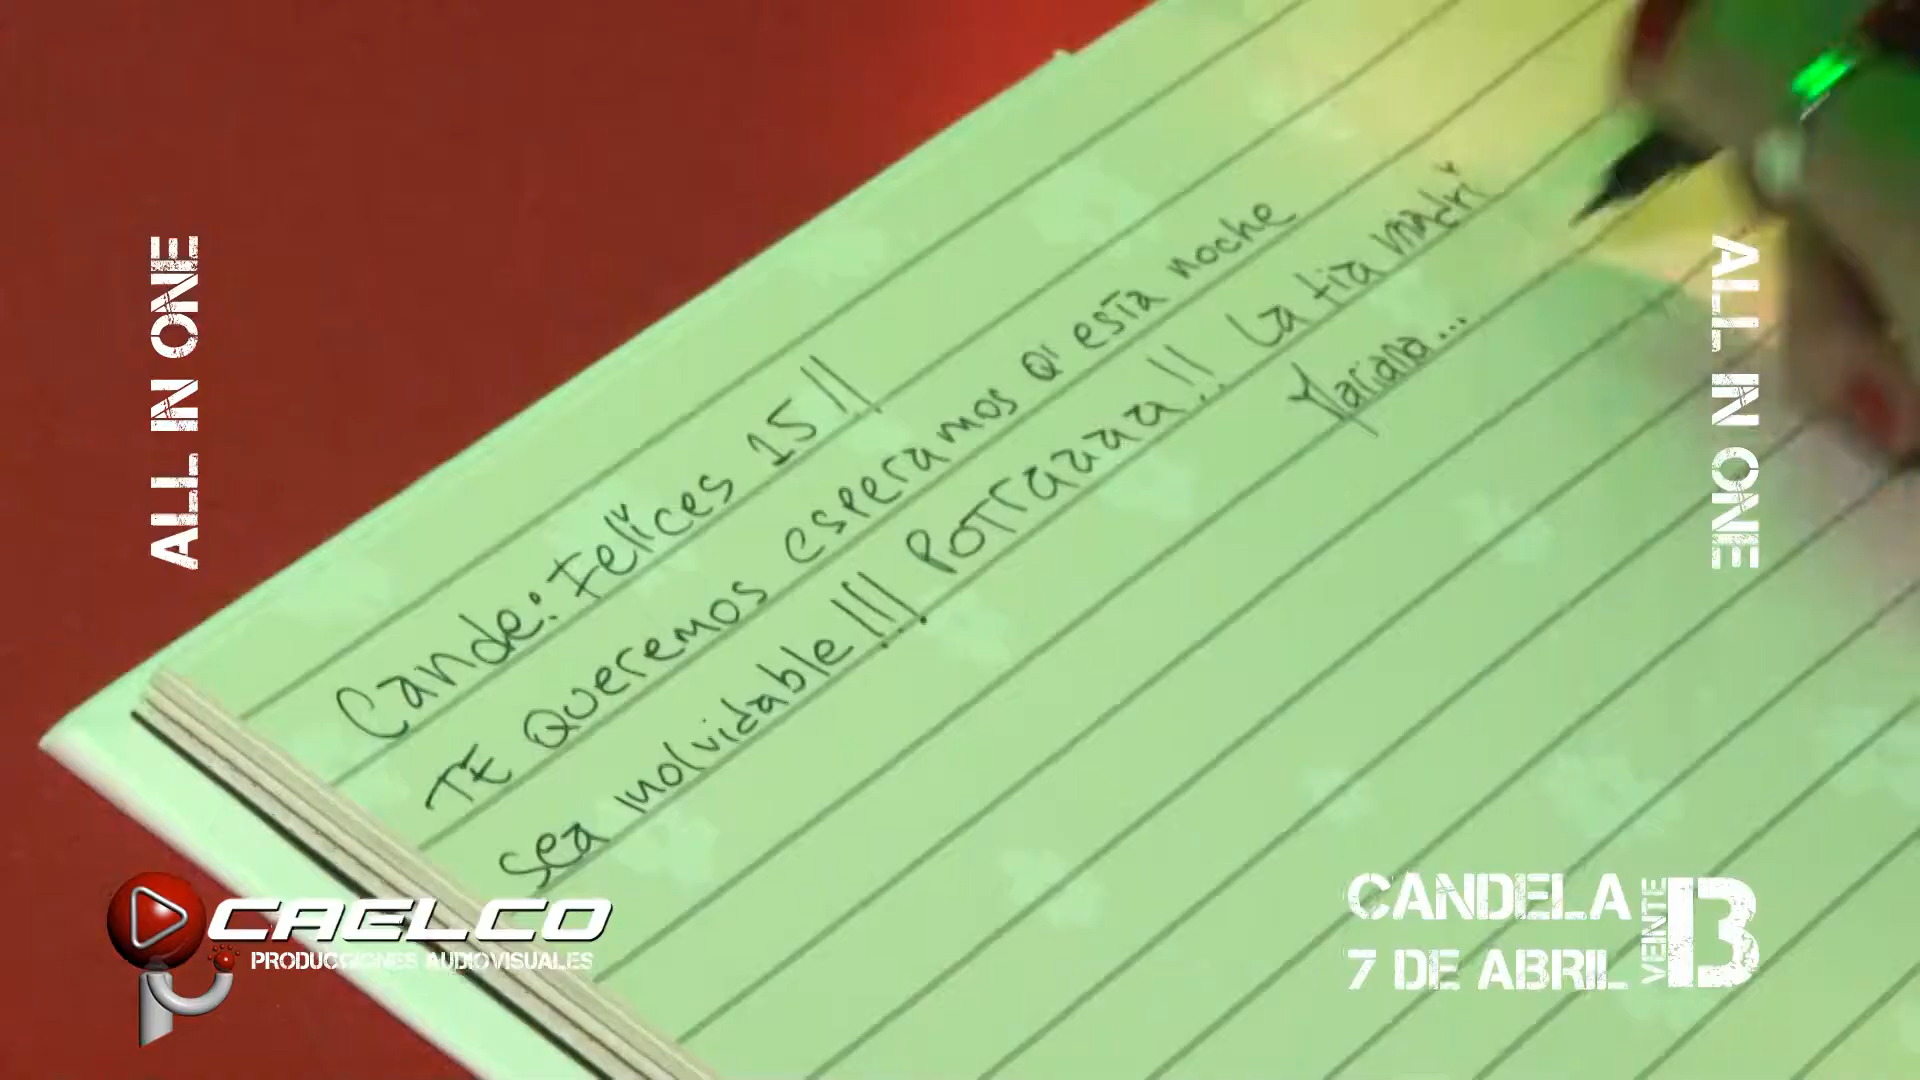 Cande: Felices 15!!
TE Queremos esperamos Q' esta noche
sea inolvidable!!! Potraaaaa!! La tia madri
Mariana...
ALL IN ONE
ALL IN ONE
CAELCO
PRODUCCIONES AUDIOVISUALES
CANDELA
7 DE ABRIL
VEINTE
13